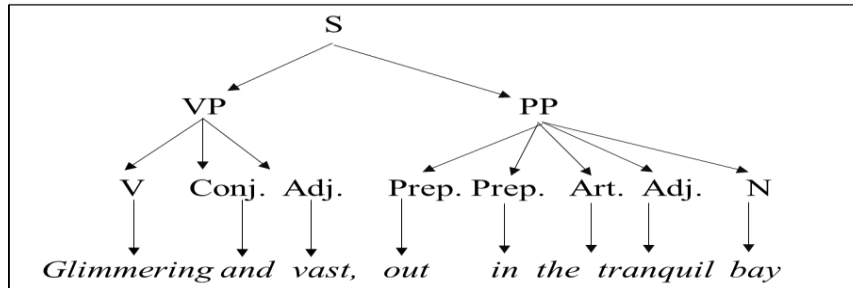 S
VP PP
V Conj. Adj. Prep. Prep. Art. Adj. N
Glimmering and vast, out in the tranquil bay